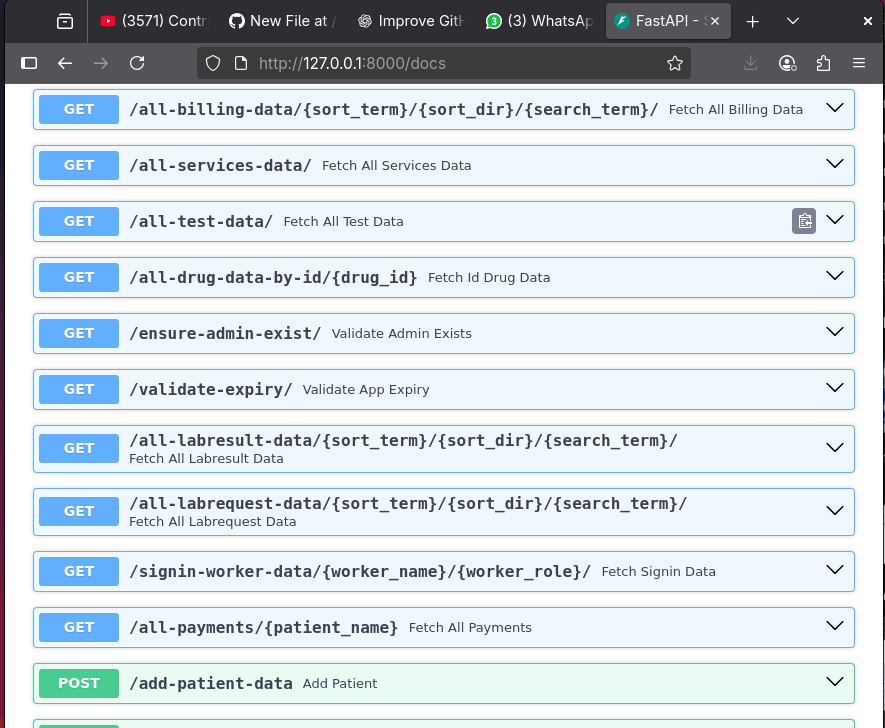 (3571) Contr
New File at /
Improve GitH
3
(3) WhatsAp
FastAPI - S
http://127.0.0.1:8000/docs
GET /all-billing-data/{sort_term}/{sort_dir}/{search_term}/ Fetch All Billing Data
GET /all-services-data/ Fetch All Services Data
GET /all-test-data/ Fetch All Test Data
GET /all-drug-data-by-id/{drug_id} Fetch Id Drug Data
GET /ensure-admin-exist/ Validate Admin Exists
GET /validate-expiry/ Validate App Expiry
GET /all-labresult-data/{sort_term}/{sort_dir}/{search_term}/
Fetch All Labresult Data
GET /all-labrequest-data/{sort_term}/{sort_dir}/{search_term}/
Fetch All Labrequest Data
GET /signin-worker-data/{worker_name}/{worker_role}/ Fetch Signin Data
GET /all-payments/{patient_name} Fetch All Payments
POST /add-patient-data Add Patient